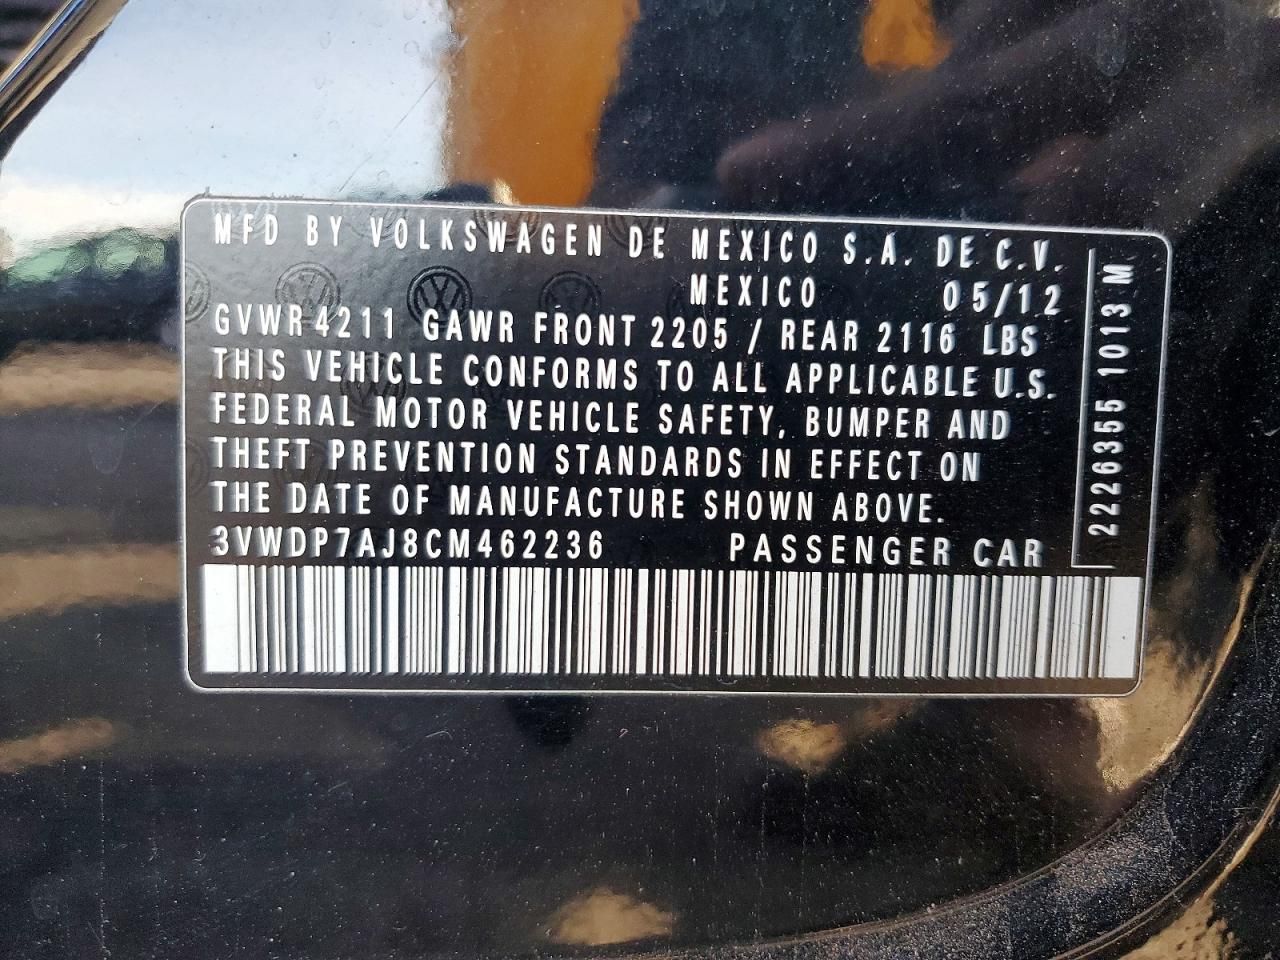 MFD BY VOLKSWAGEN DE MEXICO S.A. DE C.V.
MEXICO 05/12
GVWR 4211 GAWR FRONT 2205 / REAR 2116 LBS
THIS VEHICLE CONFORMS TO ALL APPLICABLE U.S.
FEDERAL MOTOR VEHICLE SAFETY, BUMPER AND
THEFT PREVENTION STANDARDS IN EFFECT ON
THE DATE OF MANUFACTURE SHOWN ABOVE.
3VWDP7AJ8CM462236 PASSENGER CAR
226355 1013 M